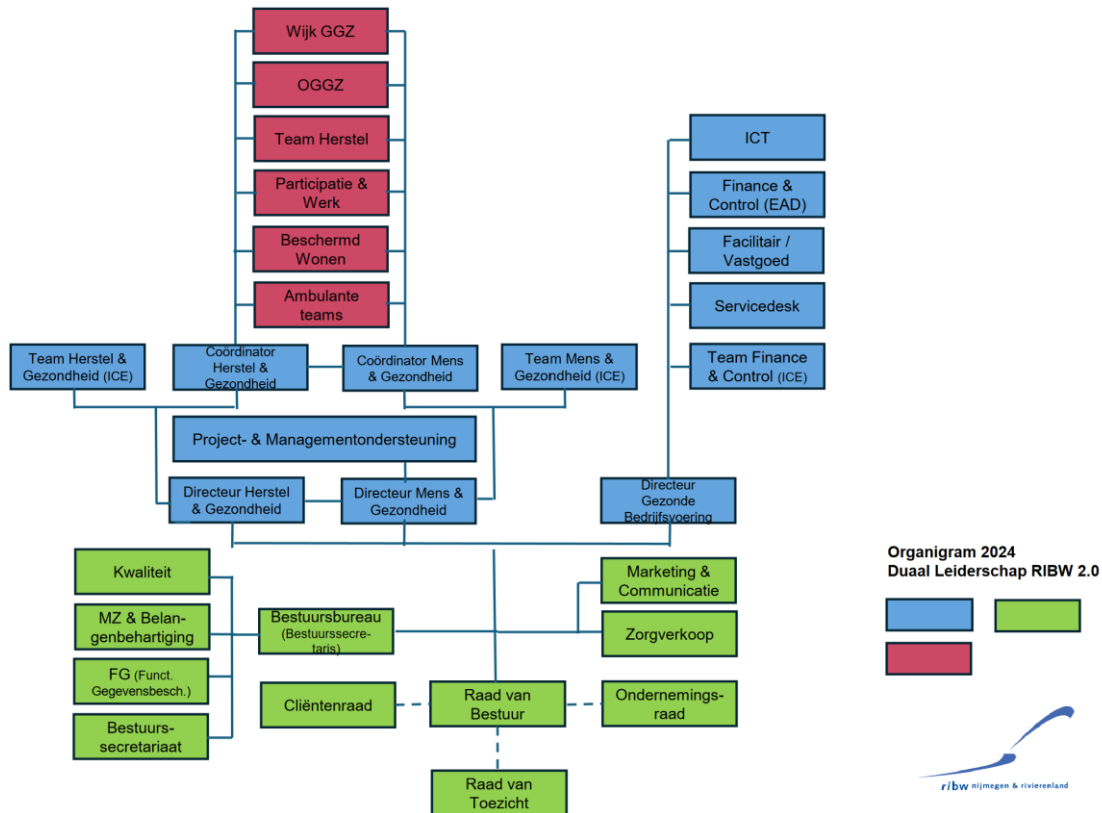 Wijk GGZ
OGGZ
Team Herstel
Participatie &
Werk
Beschermd
Wonen
Ambulante
teams
ICT
Finance &
Control (EAD)
Facilitair /
Vastgoed
Servicedesk
Team Finance
& Control (ICE)
Team Herstel &
Gezondheid (ICE)
Coördinator
Herstel &
Gezondheid
Coördinator Mens
& Gezondheid
Team Mens &
Gezondheid (ICE)
Project- & Managementondersteuning
Directeur Herstel
& Gezondheid
Directeur Mens &
Gezondheid
Directeur
Gezonde
Bedrijfsvoering
Kwaliteit
MZ & Belan-
genbehartiging
FG (Funct.
Gegevensbesch.)
Bestuurs-
secretariaat
Bestuursbureau
(Bestuurssecre-
taris)
Marketing &
Communicatie
Zorgverkoop
Cliëntenraad
Raad van
Bestuur
Ondernemings-
raad
Raad van
Toezicht
Organigram 2024
Duaal Leiderschap RIBW 2.0
ribw nijmegen & rivierenland